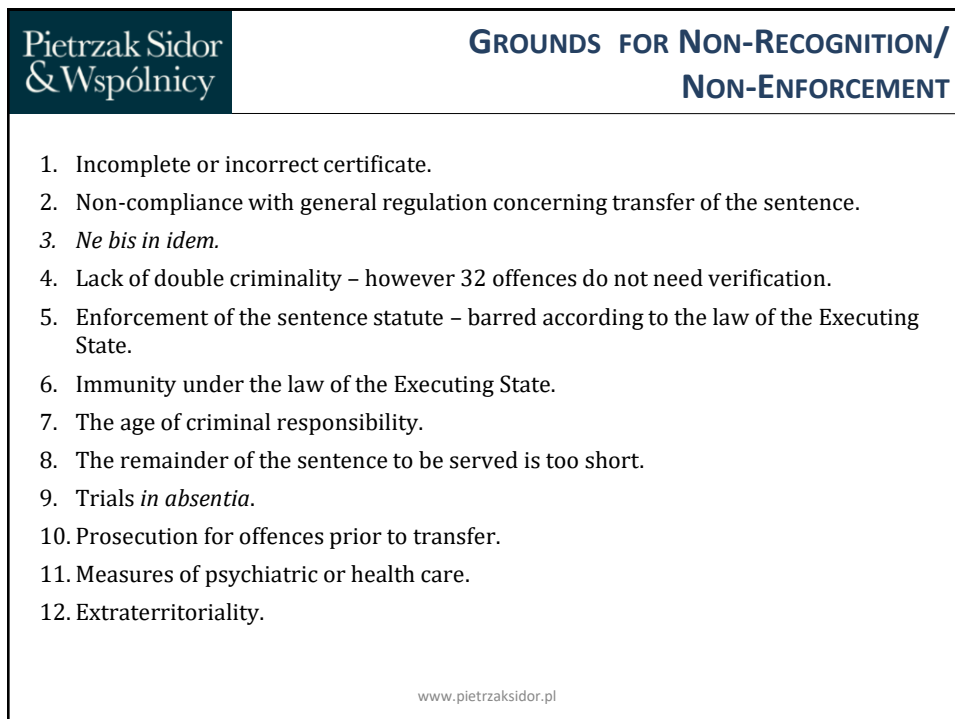 Pietrzak Sidor
& Wspólnicy
GROUNDS FOR NON-RECOGNITION/
NON-ENFORCEMENT
1. Incomplete or incorrect certificate.
2. Non-compliance with general regulation concerning transfer of the sentence.
3. Ne bis in idem.
4. Lack of double criminality – however 32 offences do not need verification.
5. Enforcement of the sentence statute – barred according to the law of the Executing
State.
6. Immunity under the law of the Executing State.
7. The age of criminal responsibility.
8. The remainder of the sentence to be served is too short.
9. Trials in absentia.
10. Prosecution for offences prior to transfer.
11. Measures of psychiatric or health care.
12. Extraterritoriality.
www.pietrzaksidor.pl